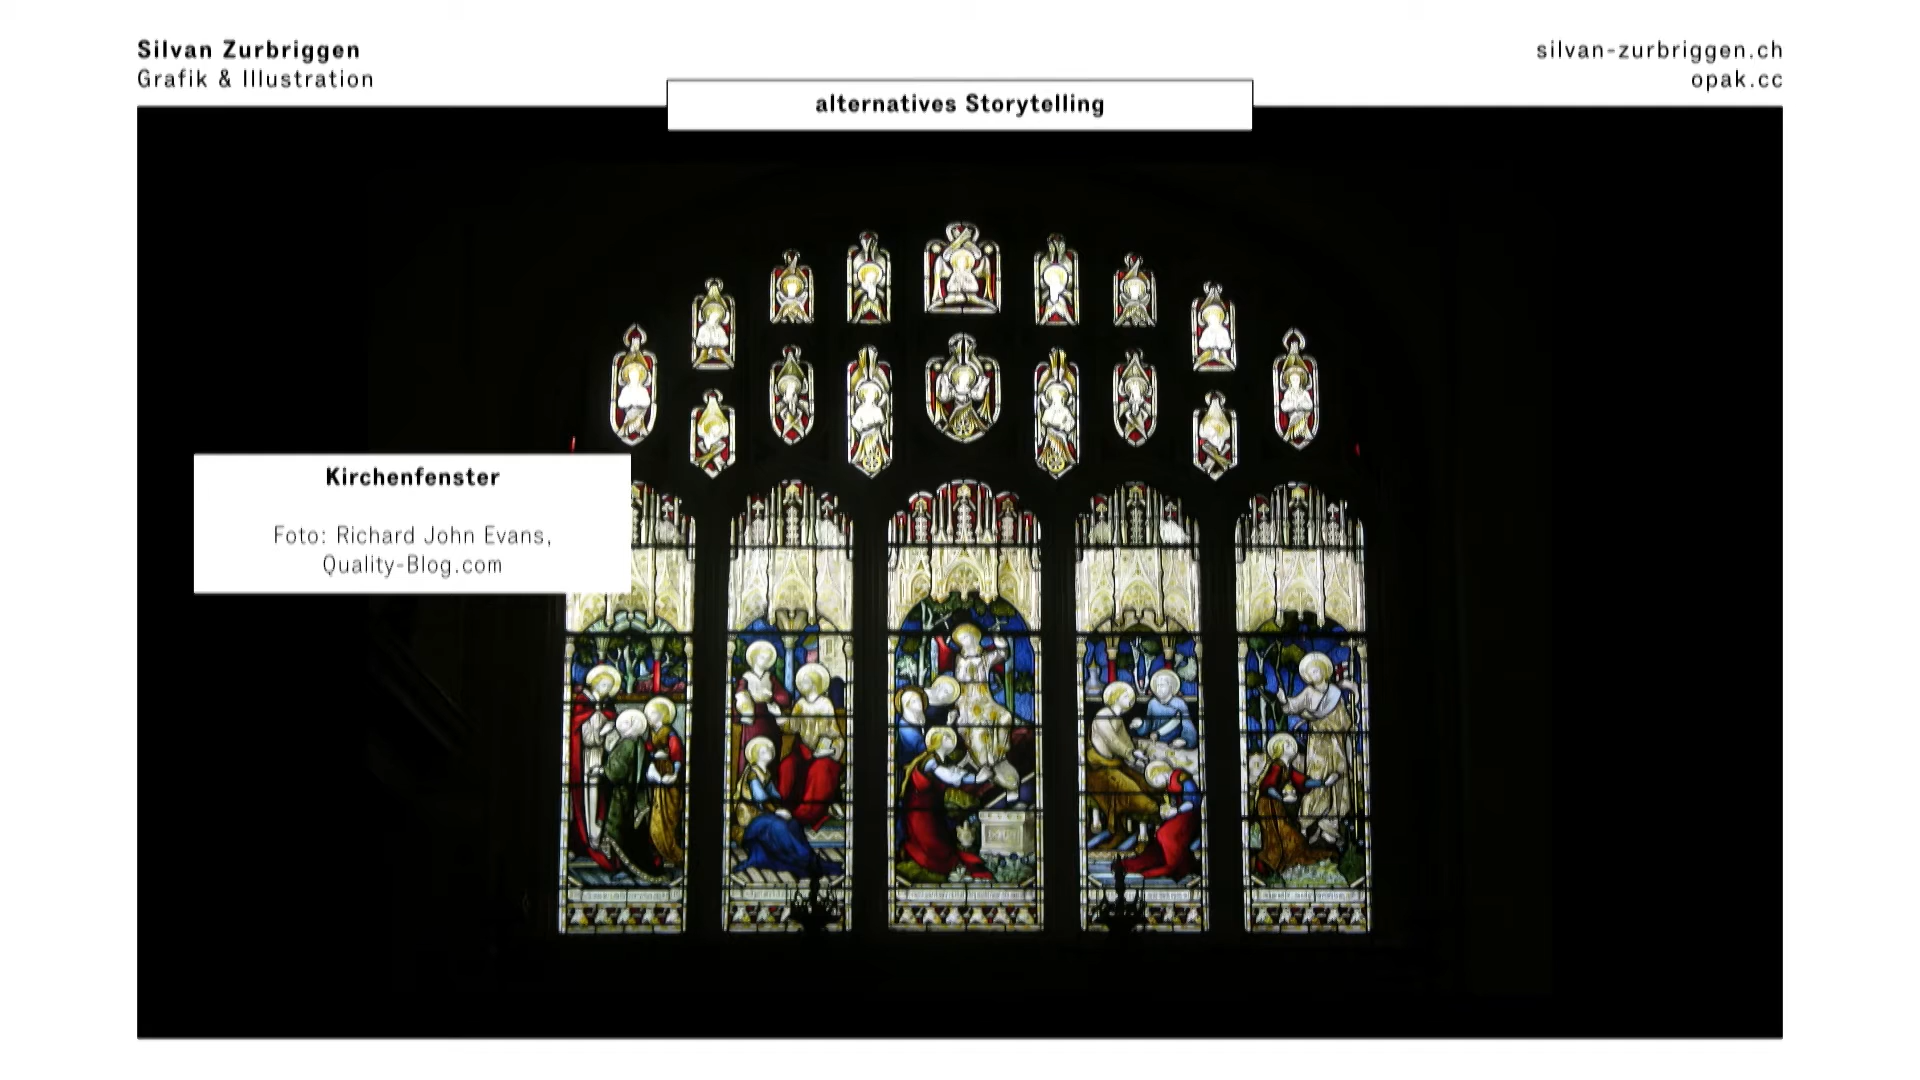 Silvan Zurbriggen
Grafik & Illustration
silvan-zurbriggen.ch
opak.cc
alternatives Storytelling
Kirchenfenster
Foto: Richard John Evans,
Quality-Blog.com